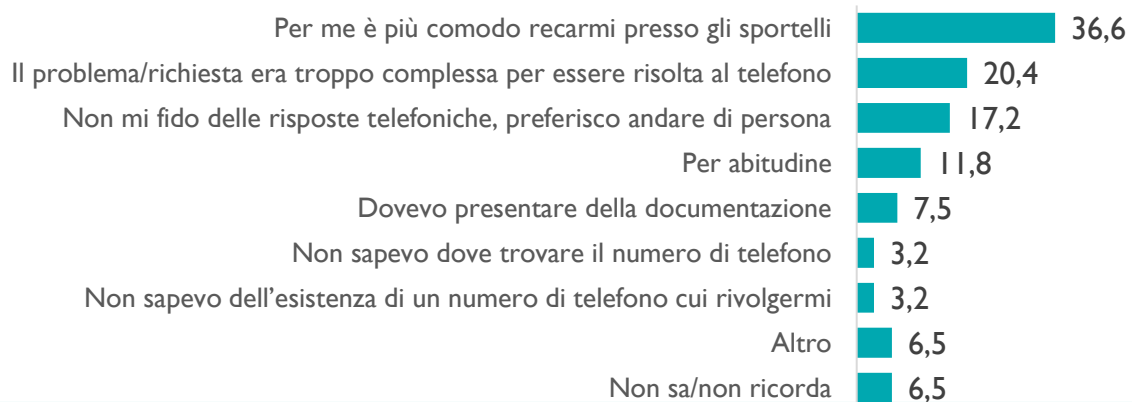 Per me è più comodo recarmi presso gli sportelli 36,6
Il problema/richiesta era troppo complessa per essere risolta al telefono 20,4
Non mi fido delle risposte telefoniche, preferisco andare di persona 17,2
Per abitudine 11,8
Dovevo presentare della documentazione 7,5
Non sapevo dove trovare il numero di telefono 3,2
Non sapevo dell’esistenza di un numero di telefono cui rivolgermi 3,2
Altro 6,5
Non sa/non ricorda 6,5